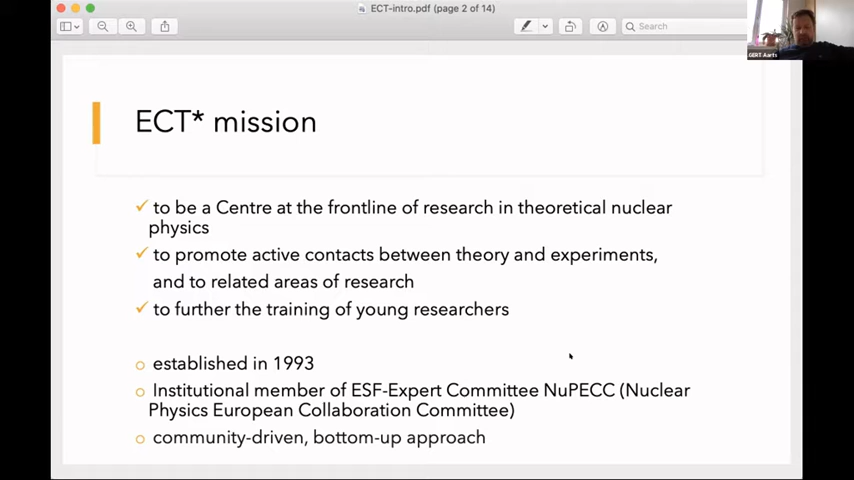 ECT-intro.pdf (page 2 of 14)
Search
GERT Aarts
ECT* mission
✓ to be a Centre at the frontline of research in theoretical nuclear
physics
✓ to promote active contacts between theory and experiments,
and to related areas of research
✓ to further the training of young researchers
o established in 1993
o Institutional member of ESF-Expert Committee NuPECC (Nuclear
Physics European Collaboration Committee)
o community-driven, bottom-up approach